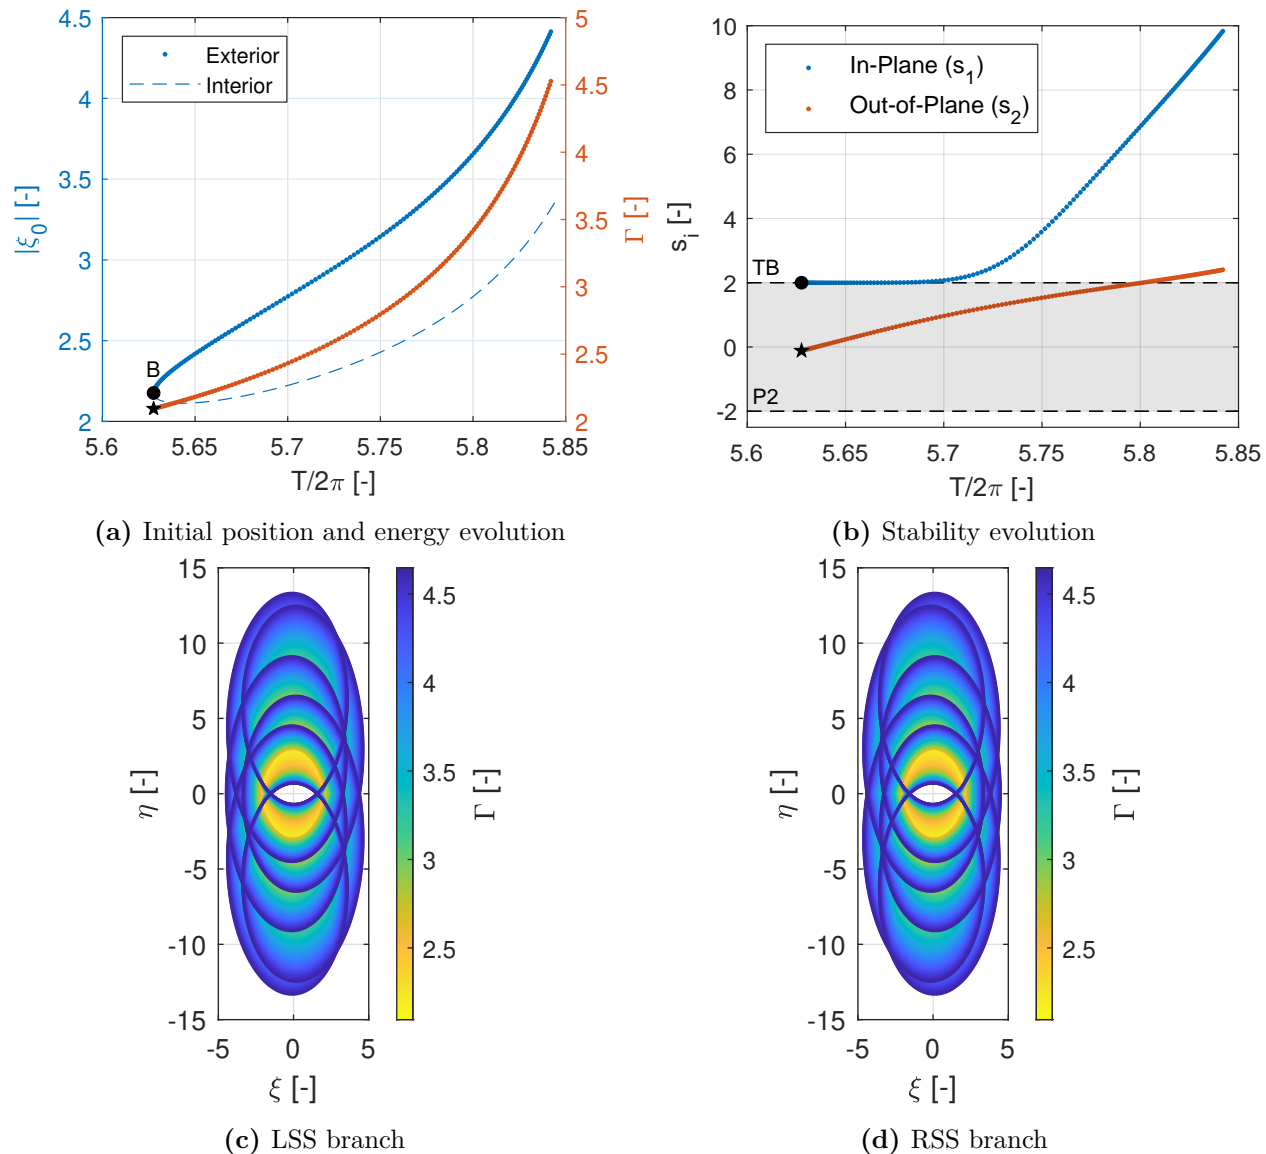 4.5
4
3.5
3
2.5
2
|ξ0| [-]
Exterior
Interior
B
5
4.5
4
3.5
3
2.5
2
Γ [-]
5.6 5.65 5.7 5.75 5.8 5.85
T/2π [-]
(a) Initial position and energy evolution
10
8
6
4
2
0
-2
si [-]
In-Plane (s1)
Out-of-Plane (s2)
TB
P2
5.6 5.65 5.7 5.75 5.8 5.85
T/2π [-]
(b) Stability evolution
15
10
5
0
-5
-10
-15
η [-]
-5 0 5
ξ [-]
4.5
4
3.5
3
2.5
Γ [-]
(c) LSS branch
15
10
5
0
-5
-10
-15
η [-]
-5 0 5
ξ [-]
4.5
4
3.5
3
2.5
Γ [-]
(d) RSS branch